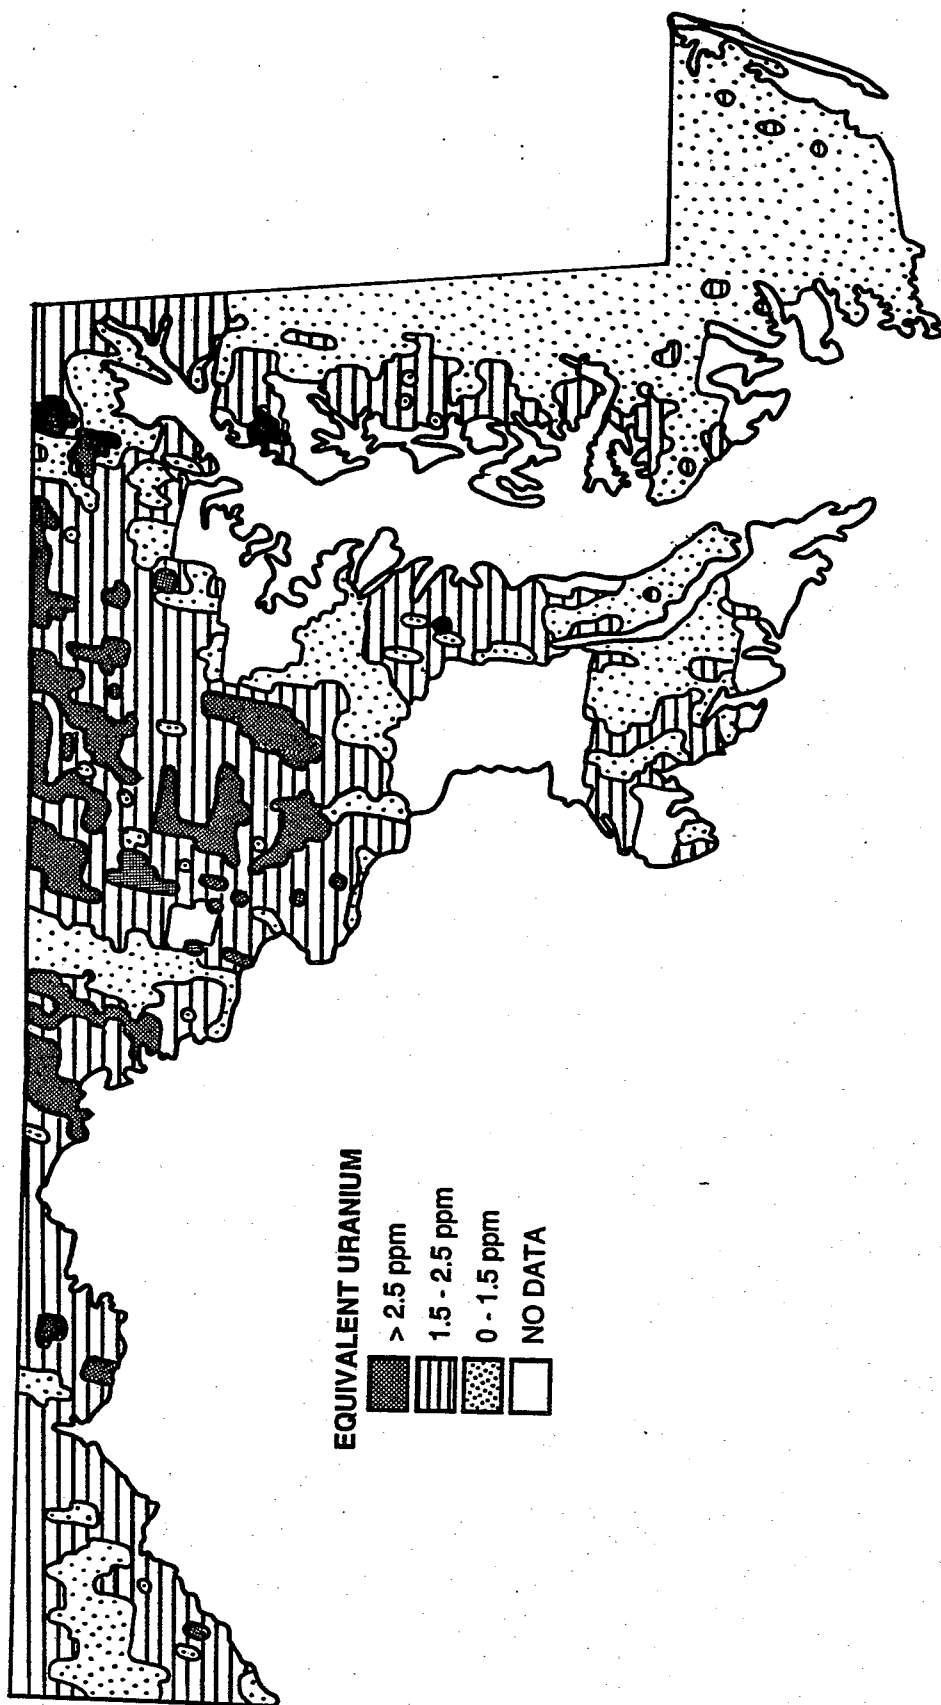 EQUIVALENT URANIUM
> 2.5 ppm
1.5 - 2.5 ppm
0 - 1.5 ppm
NO DATA